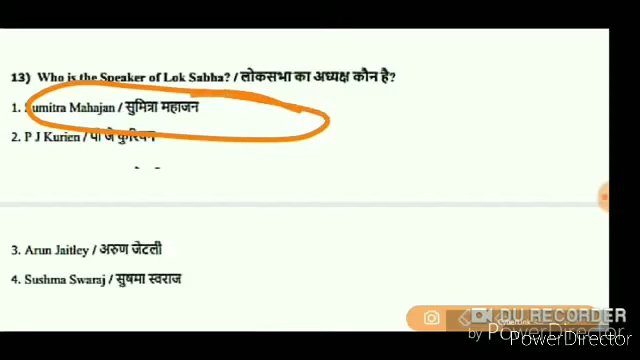 13) Who is the Speaker of Lok Sabha? / लोकसभा का अध्यक्ष कौन है?
1. Sumitra Mahajan / सुमित्रा महाजन
2. P J Kurien / पी जे कुरियन
3. Arun Jaitley / अरुण जेटली
4. Sushma Swaraj / सुषमा स्वराज
DU RECORDER
by PowerDirector
PowerDirector